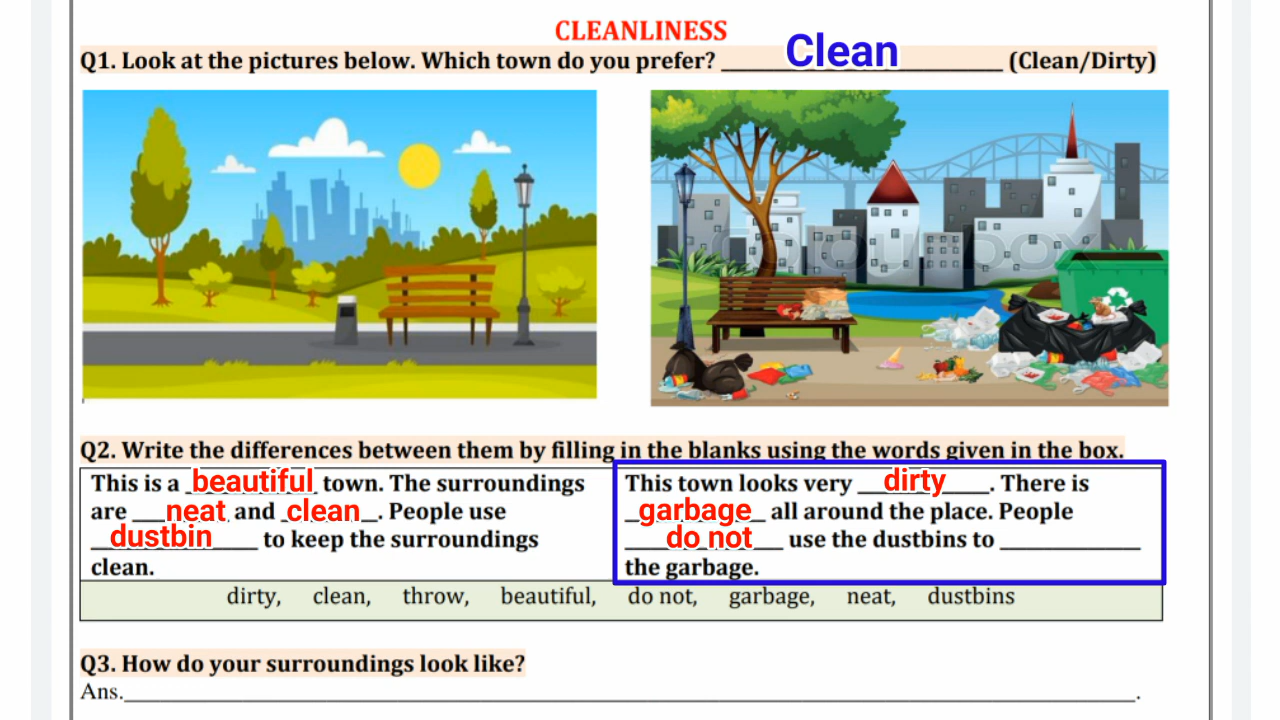 CLEANLINESS
Q1. Look at the pictures below. Which town do you prefer? Clean (Clean/Dirty)
Q2. Write the differences between them by filling in the blanks using the words given in the box.
This is a beautiful town. The surroundings
are neat and clean. People use
dustbin to keep the surroundings
clean.
This town looks very dirty. There is
garbage all around the place. People
do not use the dustbins to ____________
the garbage.
dirty, clean, throw, beautiful, do not, garbage, neat, dustbins
Q3. How do your surroundings look like?
Ans.____________.